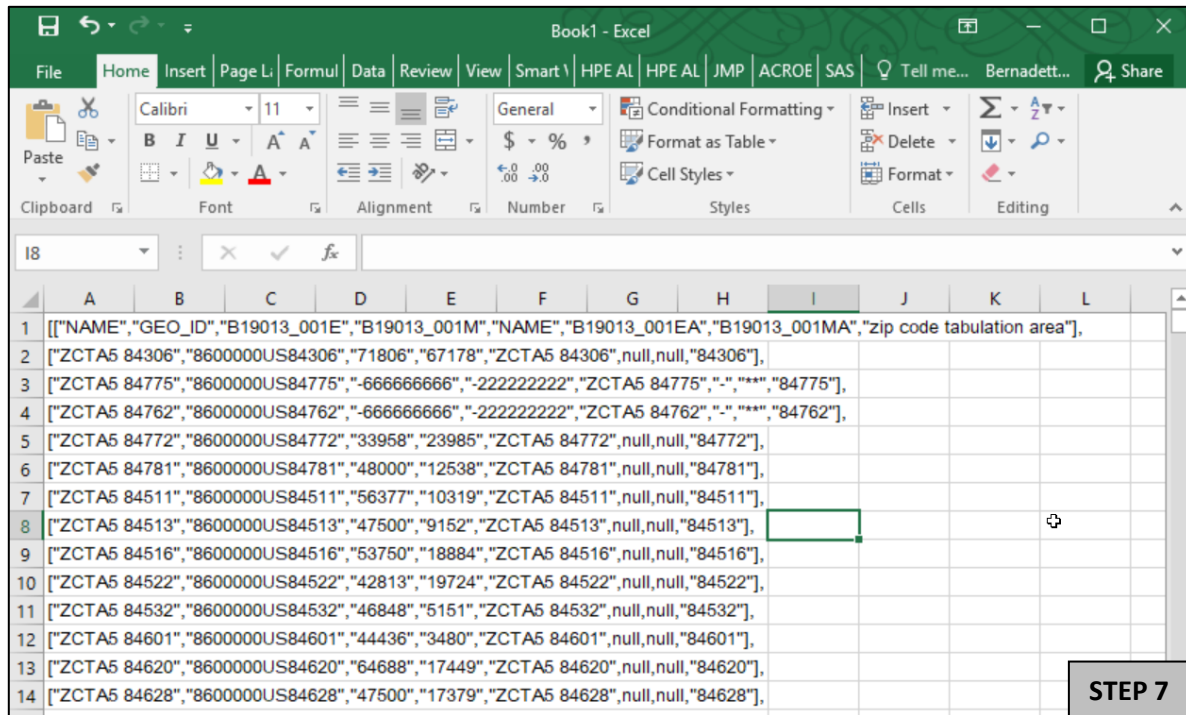 Book1 - Excel
File Home Insert Page Li Formul Data Review View Smart \ HPE AL HPE AL JMP ACROE SAS Tell me... Bernadett... Share
Calibri 11 General Conditional Formatting Insert
Paste B I U A A $ % , Format as Table Delete
Cell Styles Format
Clipboard Font Alignment Number Styles Cells Editing
I8 fx
A B C D E F G H I J K L
1 [["NAME","GEO_ID","B19013_001E","B19013_001M","NAME","B19013_001EA","B19013_001MA","zip code tabulation area"],
2 ["ZCTA5 84306","8600000US84306","71806","67178","ZCTA5 84306",null,null,"84306"],
3 ["ZCTA5 84775","8600000US84775","-666666666","-222222222","ZCTA5 84775","-","**","84775"],
4 ["ZCTA5 84762","8600000US84762","-666666666","-222222222","ZCTA5 84762","-","**","84762"],
5 ["ZCTA5 84772","8600000US84772","33958","23985","ZCTA5 84772",null,null,"84772"],
6 ["ZCTA5 84781","8600000US84781","48000","12538","ZCTA5 84781",null,null,"84781"],
7 ["ZCTA5 84511","8600000US84511","56377","10319","ZCTA5 84511",null,null,"84511"],
8 ["ZCTA5 84513","8600000US84513","47500","9152","ZCTA5 84513",null,null,"84513"],
9 ["ZCTA5 84516","8600000US84516","53750","18884","ZCTA5 84516",null,null,"84516"],
10 ["ZCTA5 84522","8600000US84522","42813","19724","ZCTA5 84522",null,null,"84522"],
11 ["ZCTA5 84532","8600000US84532","46848","5151","ZCTA5 84532",null,null,"84532"],
12 ["ZCTA5 84601","8600000US84601","44436","3480","ZCTA5 84601",null,null,"84601"],
13 ["ZCTA5 84620","8600000US84620","64688","17449","ZCTA5 84620",null,null,"84620"],
14 ["ZCTA5 84628","8600000US84628","47500","17379","ZCTA5 84628",null,null,"84628"],
STEP 7